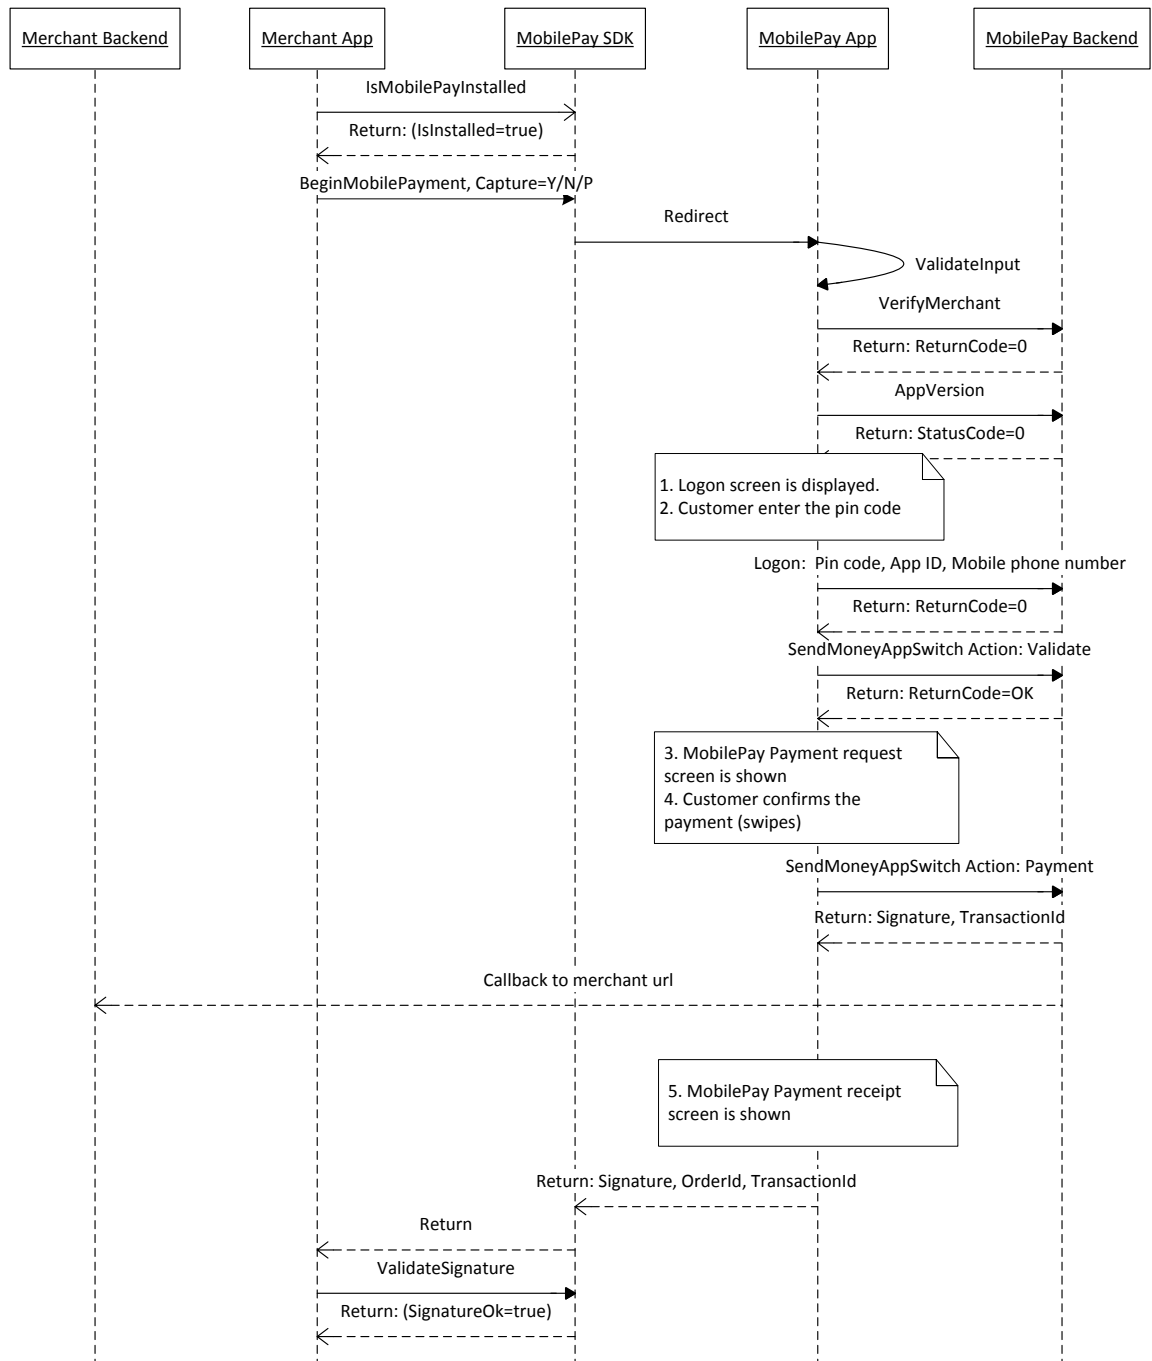 Merchant Backend
Merchant App
MobilePay SDK
MobilePay App
MobilePay Backend
IsMobilePayInstalled
Return: (IsInstalled=true)
BeginMobilePayment, Capture=Y/N/P
Redirect
ValidateInput
VerifyMerchant
Return: ReturnCode=0
AppVersion
Return: StatusCode=0
1. Logon screen is displayed.
2. Customer enter the pin code
Logon:  Pin code, App ID, Mobile phone number
Return: ReturnCode=0
SendMoneyAppSwitch Action: Validate
Return: ReturnCode=OK
3. MobilePay Payment request
screen is shown
4. Customer confirms the
payment (swipes)
SendMoneyAppSwitch Action: Payment
Return: Signature, TransactionId
Callback to merchant url
5. MobilePay Payment receipt
screen is shown
Return: Signature, OrderId, TransactionId
Return
ValidateSignature
Return: (SignatureOk=true)